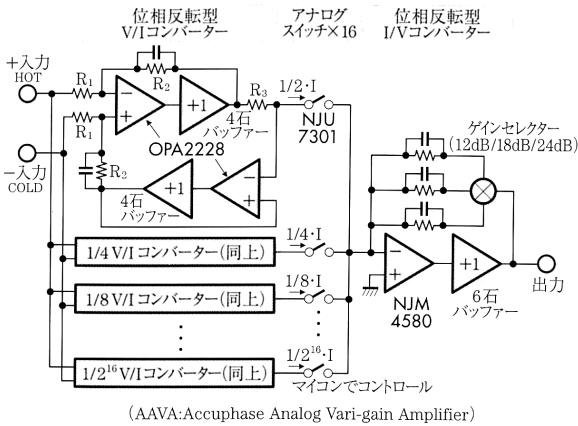 位相反転型
V/Iコンバーター
アナログ
スイッチ×16
位相反転型
I/Vコンバーター
+入力
HOT
R1
R2
R3
1/2·I
−
+
+1
R1
4石
バッファー
NJU
7301
ゲインセレクター
(12dB/18dB/24dB)
−入力
COLD
OPA2228
R2
+1
−
+
4石
バッファー
1/4·I
1/4 V/Iコンバーター(同上)
1/8·I
1/8 V/Iコンバーター(同上)
−
+
+1
NJM
4580
6石
バッファー
出力
1/2¹⁶·I
1/2¹⁶ V/Iコンバーター(同上)
マイコンでコントロール
(AAVA:Accuphase Analog Vari-gain Amplifier)